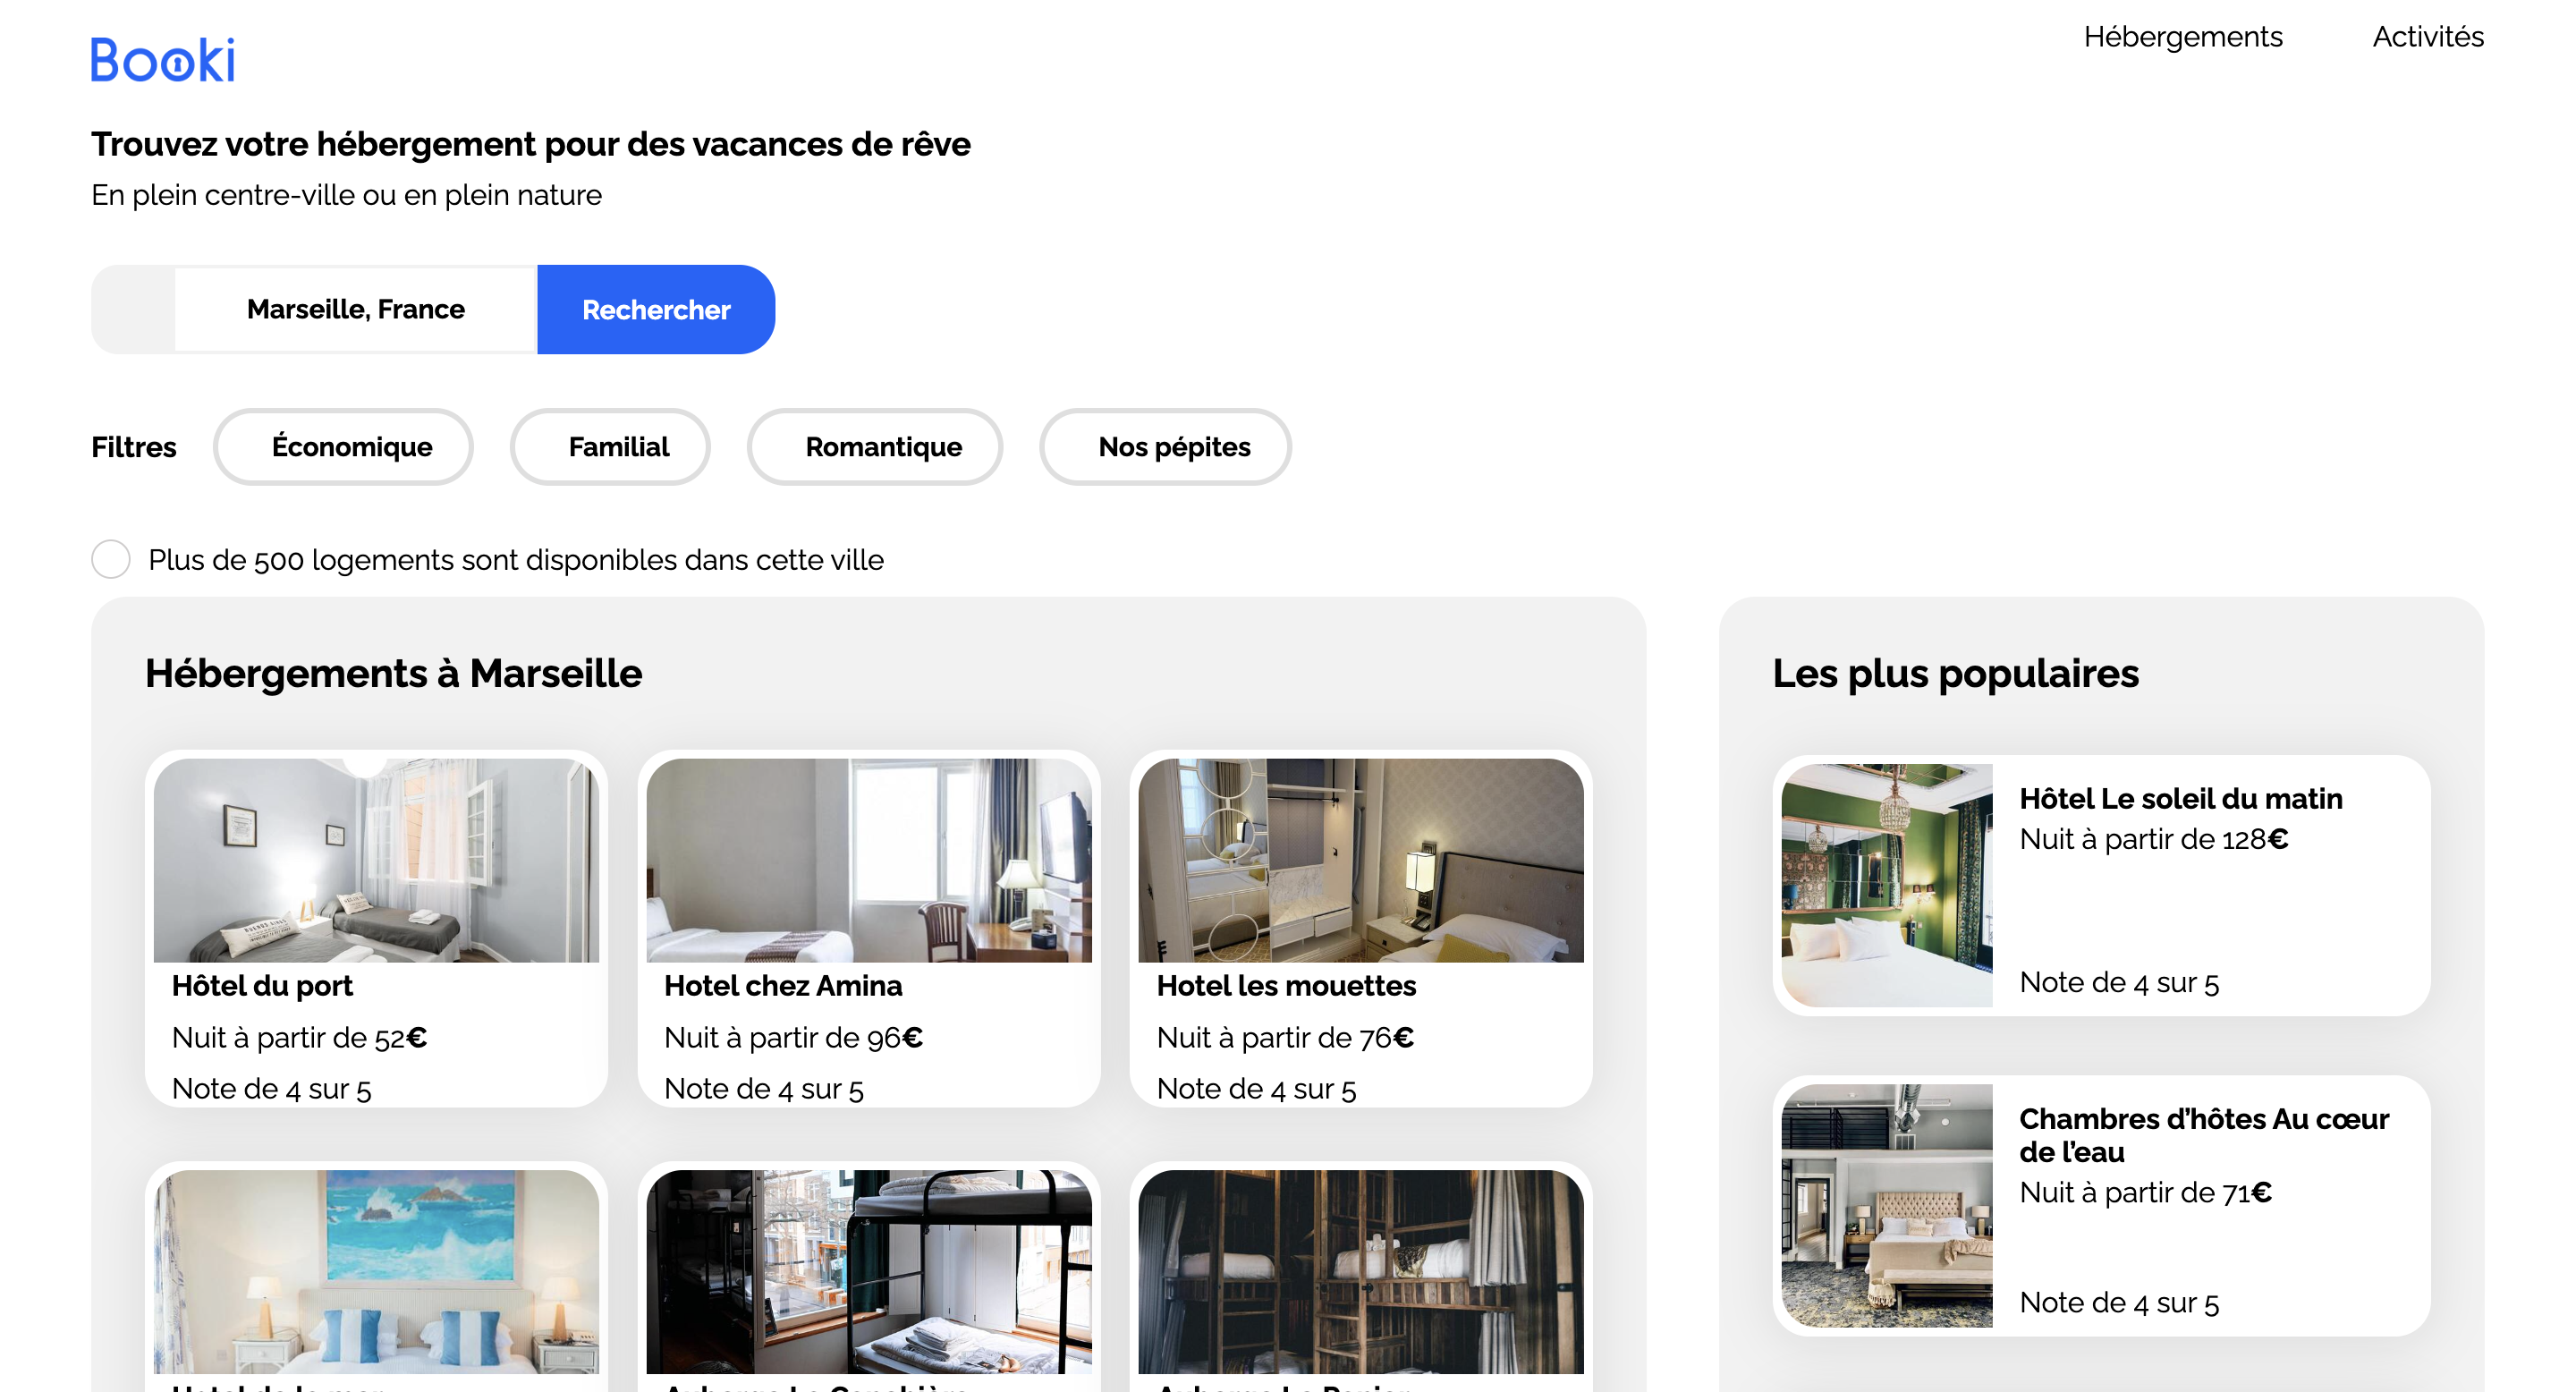 Booki
Hébergements
Activités
Trouvez votre hébergement pour des vacances de rêve
En plein centre-ville ou en plein nature
Marseille, France
Rechercher
Filtres
Économique
Familial
Romantique
Nos pépites
Plus de 500 logements sont disponibles dans cette ville
Hébergements à Marseille
Hôtel du port
Nuit à partir de 52€
Note de 4 sur 5
Hotel chez Amina
Nuit à partir de 96€
Note de 4 sur 5
Hotel les mouettes
Nuit à partir de 76€
Note de 4 sur 5
Les plus populaires
Hôtel Le soleil du matin
Nuit à partir de 128€
Note de 4 sur 5
Chambres d’hôtes Au cœur
de l’eau
Nuit à partir de 71€
Note de 4 sur 5